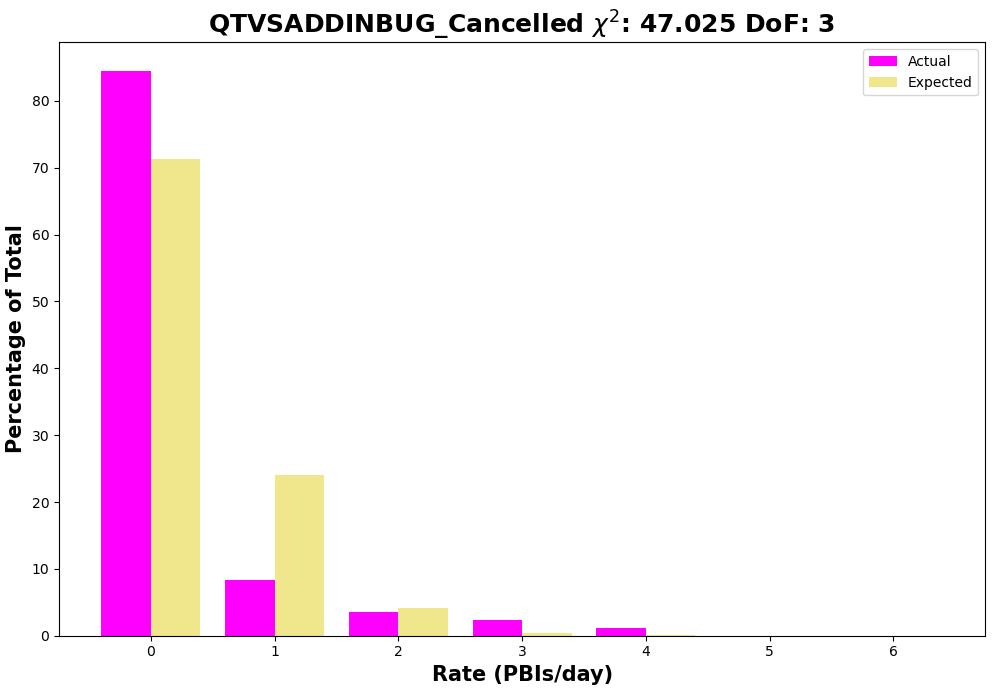 QTVSADDINBUG_Cancelled χ²: 47.025 DoF: 3
Actual
Expected
Percentage of Total
80
70
60
50
40
30
20
10
0
0 1 2 3 4 5 6
Rate (PBIs/day)